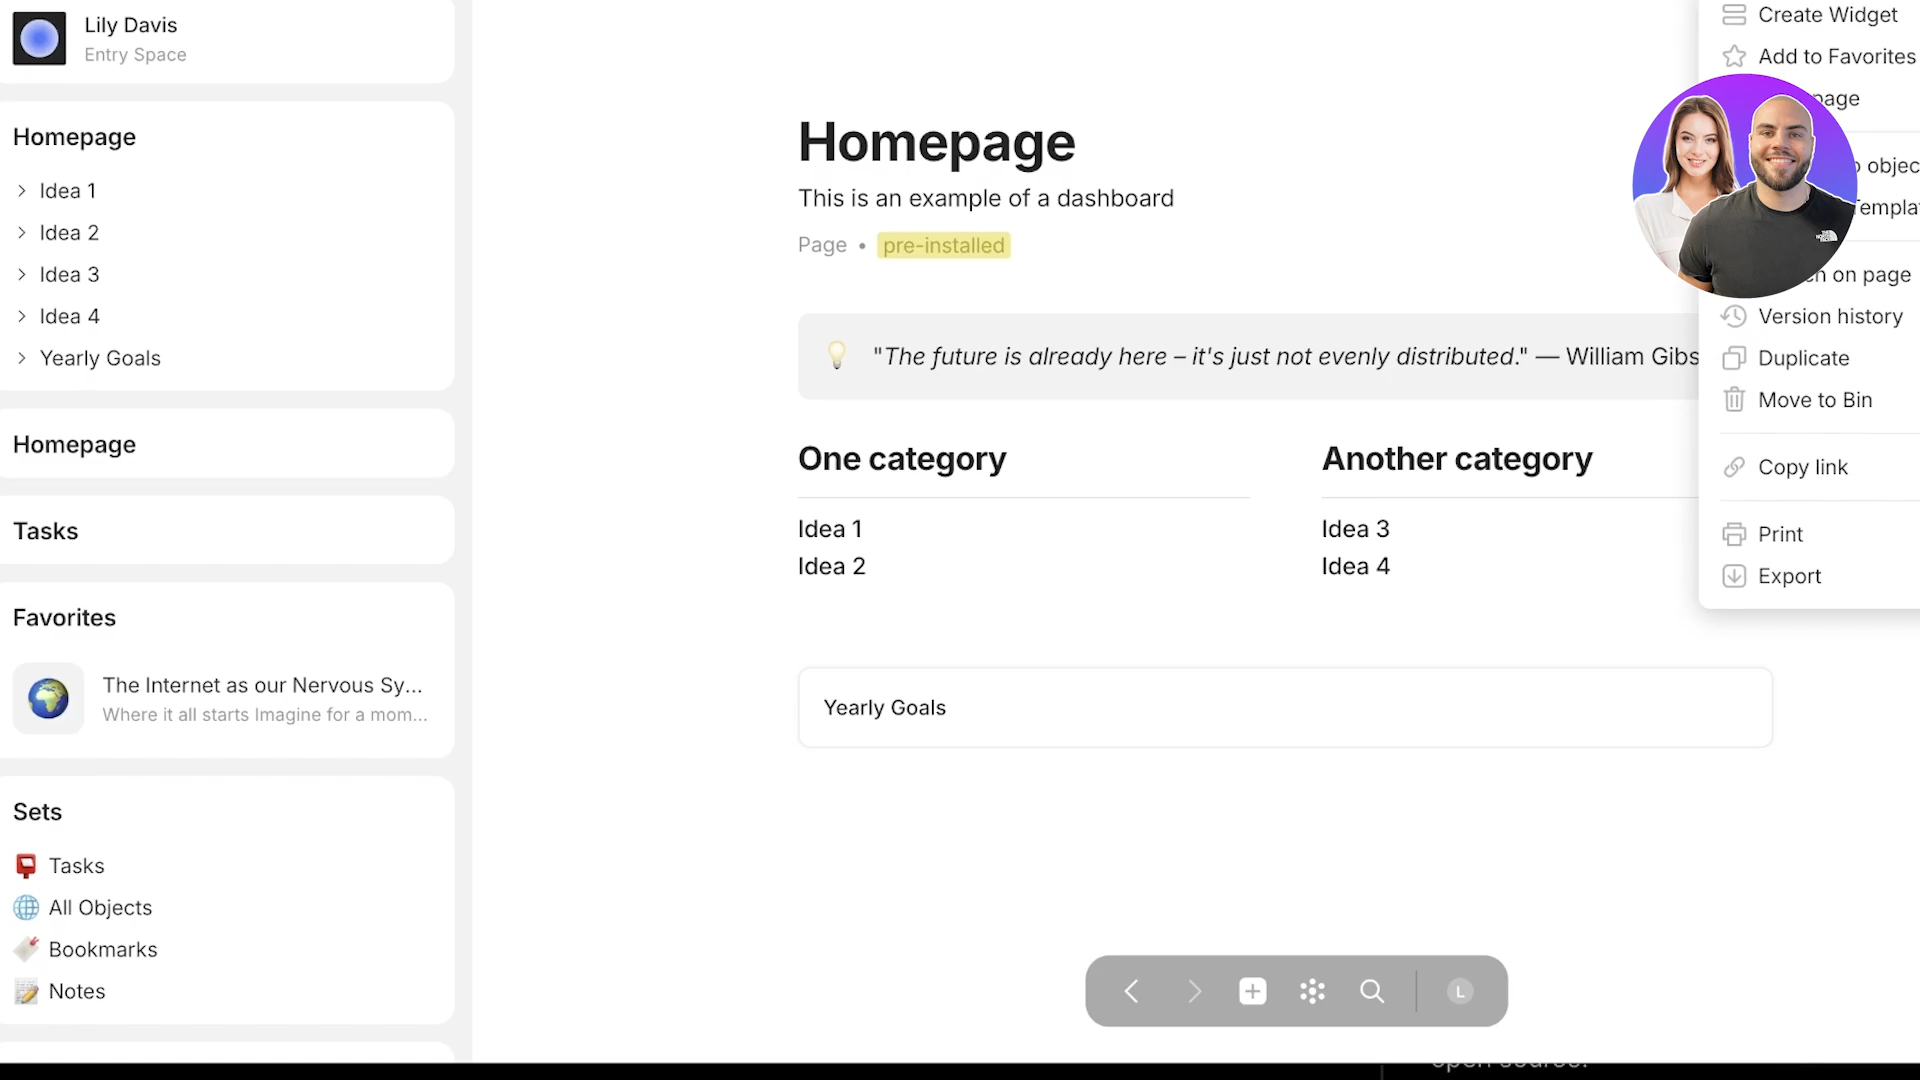 Lily Davis
Entry Space
Homepage
Idea 1
Idea 2
Idea 3
Idea 4
Yearly Goals
Homepage
Tasks
Favorites
The Internet as our Nervous Sy...
Where it all starts Imagine for a mom...
Sets
Tasks
All Objects
Bookmarks
Notes
Homepage
This is an example of a dashboard
Page • pre-installed
"The future is already here – it's just not evenly distributed." — William Gibs
One category
Idea 1
Idea 2
Another category
Idea 3
Idea 4
Yearly Goals
L
Create Widget
Add to Favorites
page
on page
Version history
Duplicate
Move to Bin
Copy link
Print
Export